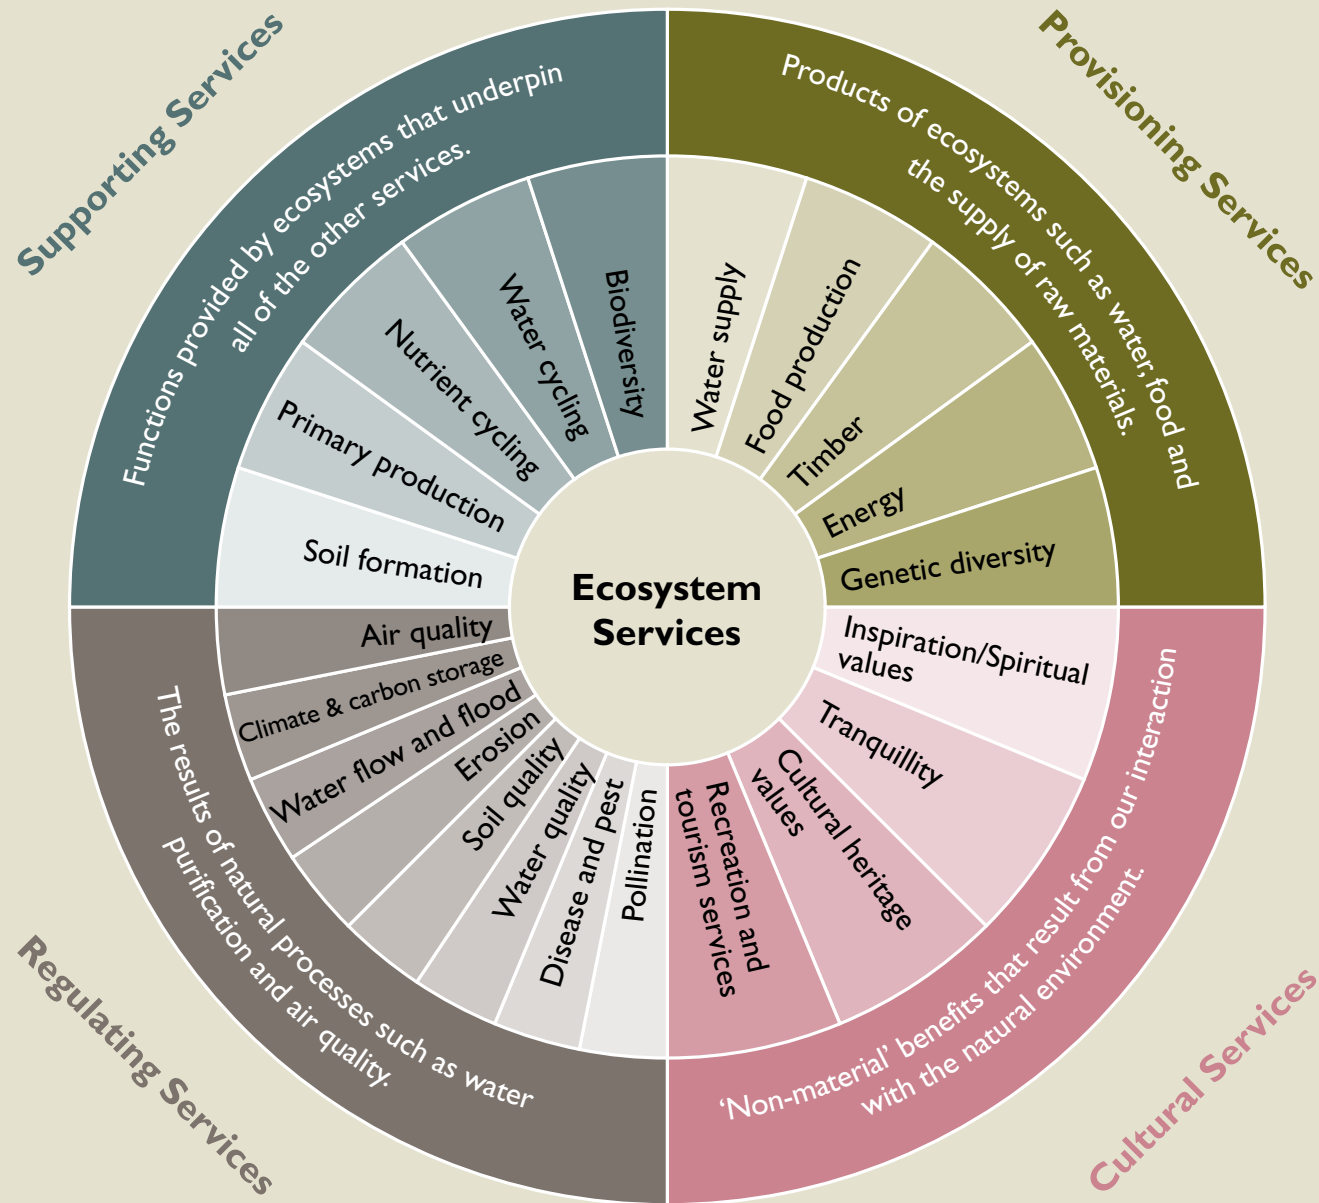 Supporting Services
Functions provided by ecosystems that underpin
all of the other services.
Soil formation
Primary production
Nutrient cycling
Water cycling
Biodiversity
Provisioning Services
Products of ecosystems such as water, food and
the supply of raw materials.
Water supply
Food production
Timber
Energy
Genetic diversity
Ecosystem
Services
Cultural Services
'Non-material' benefits that result from our interaction
with the natural environment.
Inspiration/Spiritual
values
Tranquillity
Cultural heritage
values
Recreation and
tourism services
Regulating Services
The results of natural processes such as water
purification and air quality.
Air quality
Climate & carbon storage
Water flow and flood
Erosion
Soil quality
Water quality
Disease and pest
Pollination